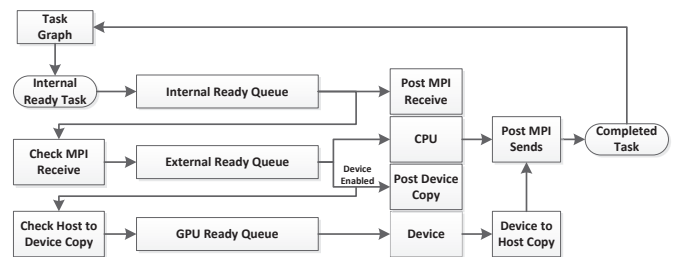 Task
Graph
Internal
Ready Task
Internal Ready Queue
Post MPI
Receive
Check MPI
Receive
External Ready Queue
CPU
Post MPI
Sends
Completed
Task
Device
Enabled
Post Device
Copy
Check Host to
Device Copy
GPU Ready Queue
Device
Device to
Host Copy